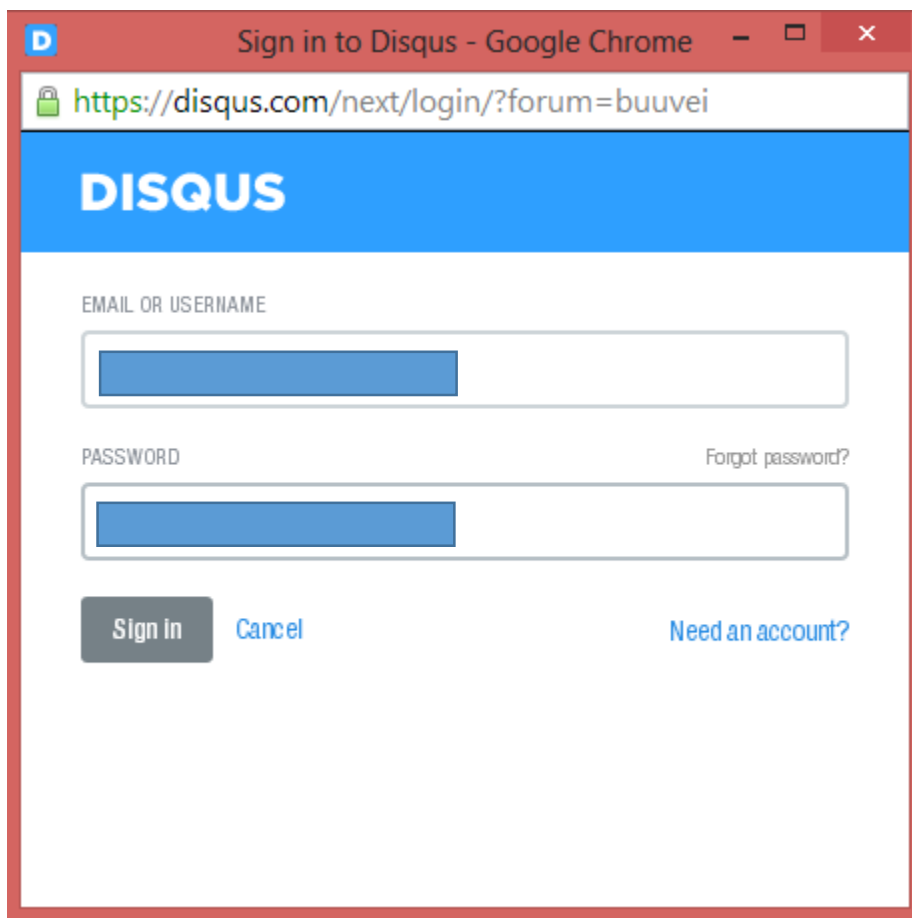 D Sign in to Disqus - Google Chrome
https://disqus.com/next/login/?forum=buuvei
DISQUS
EMAIL OR USERNAME
PASSWORD Forgot password?
Sign in Cancel Need an account?